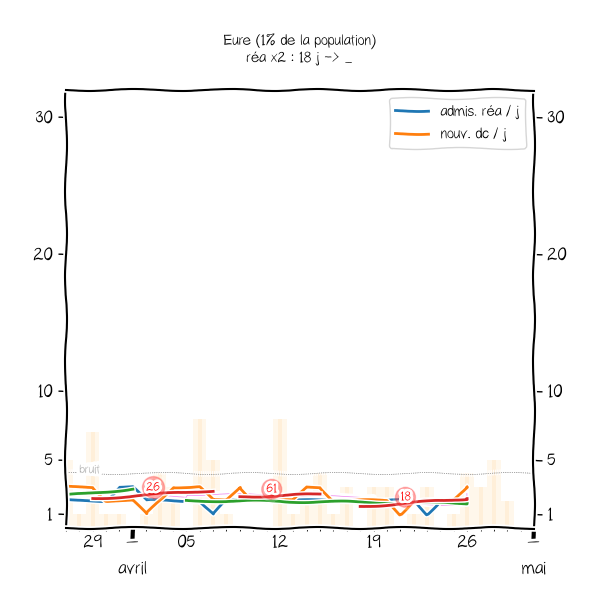 Eure (1% de la population)
réa x2 : 18 j -> _
admis. réa / j
nouv. dc / j
30 30
20 20
10 10
5 5
bruit
26 61 18
1 1
29 05 12 19 26
avril mai